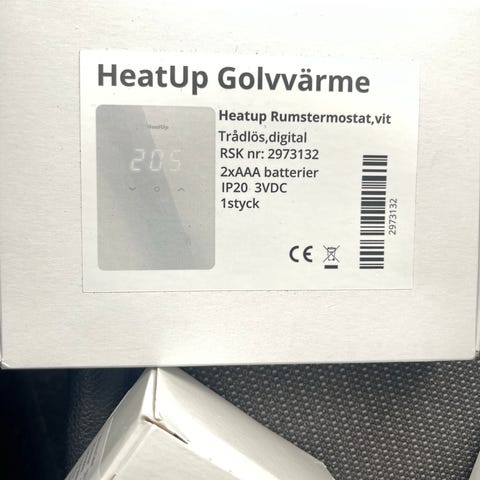 HeatUp Golvvärme
HeatUp
20.5
Heatup Rumstermostat,vit
Trådlös,digital
RSK nr: 2973132
2xAAA batterier
IP20 3VDC
1styck
CE
2973132